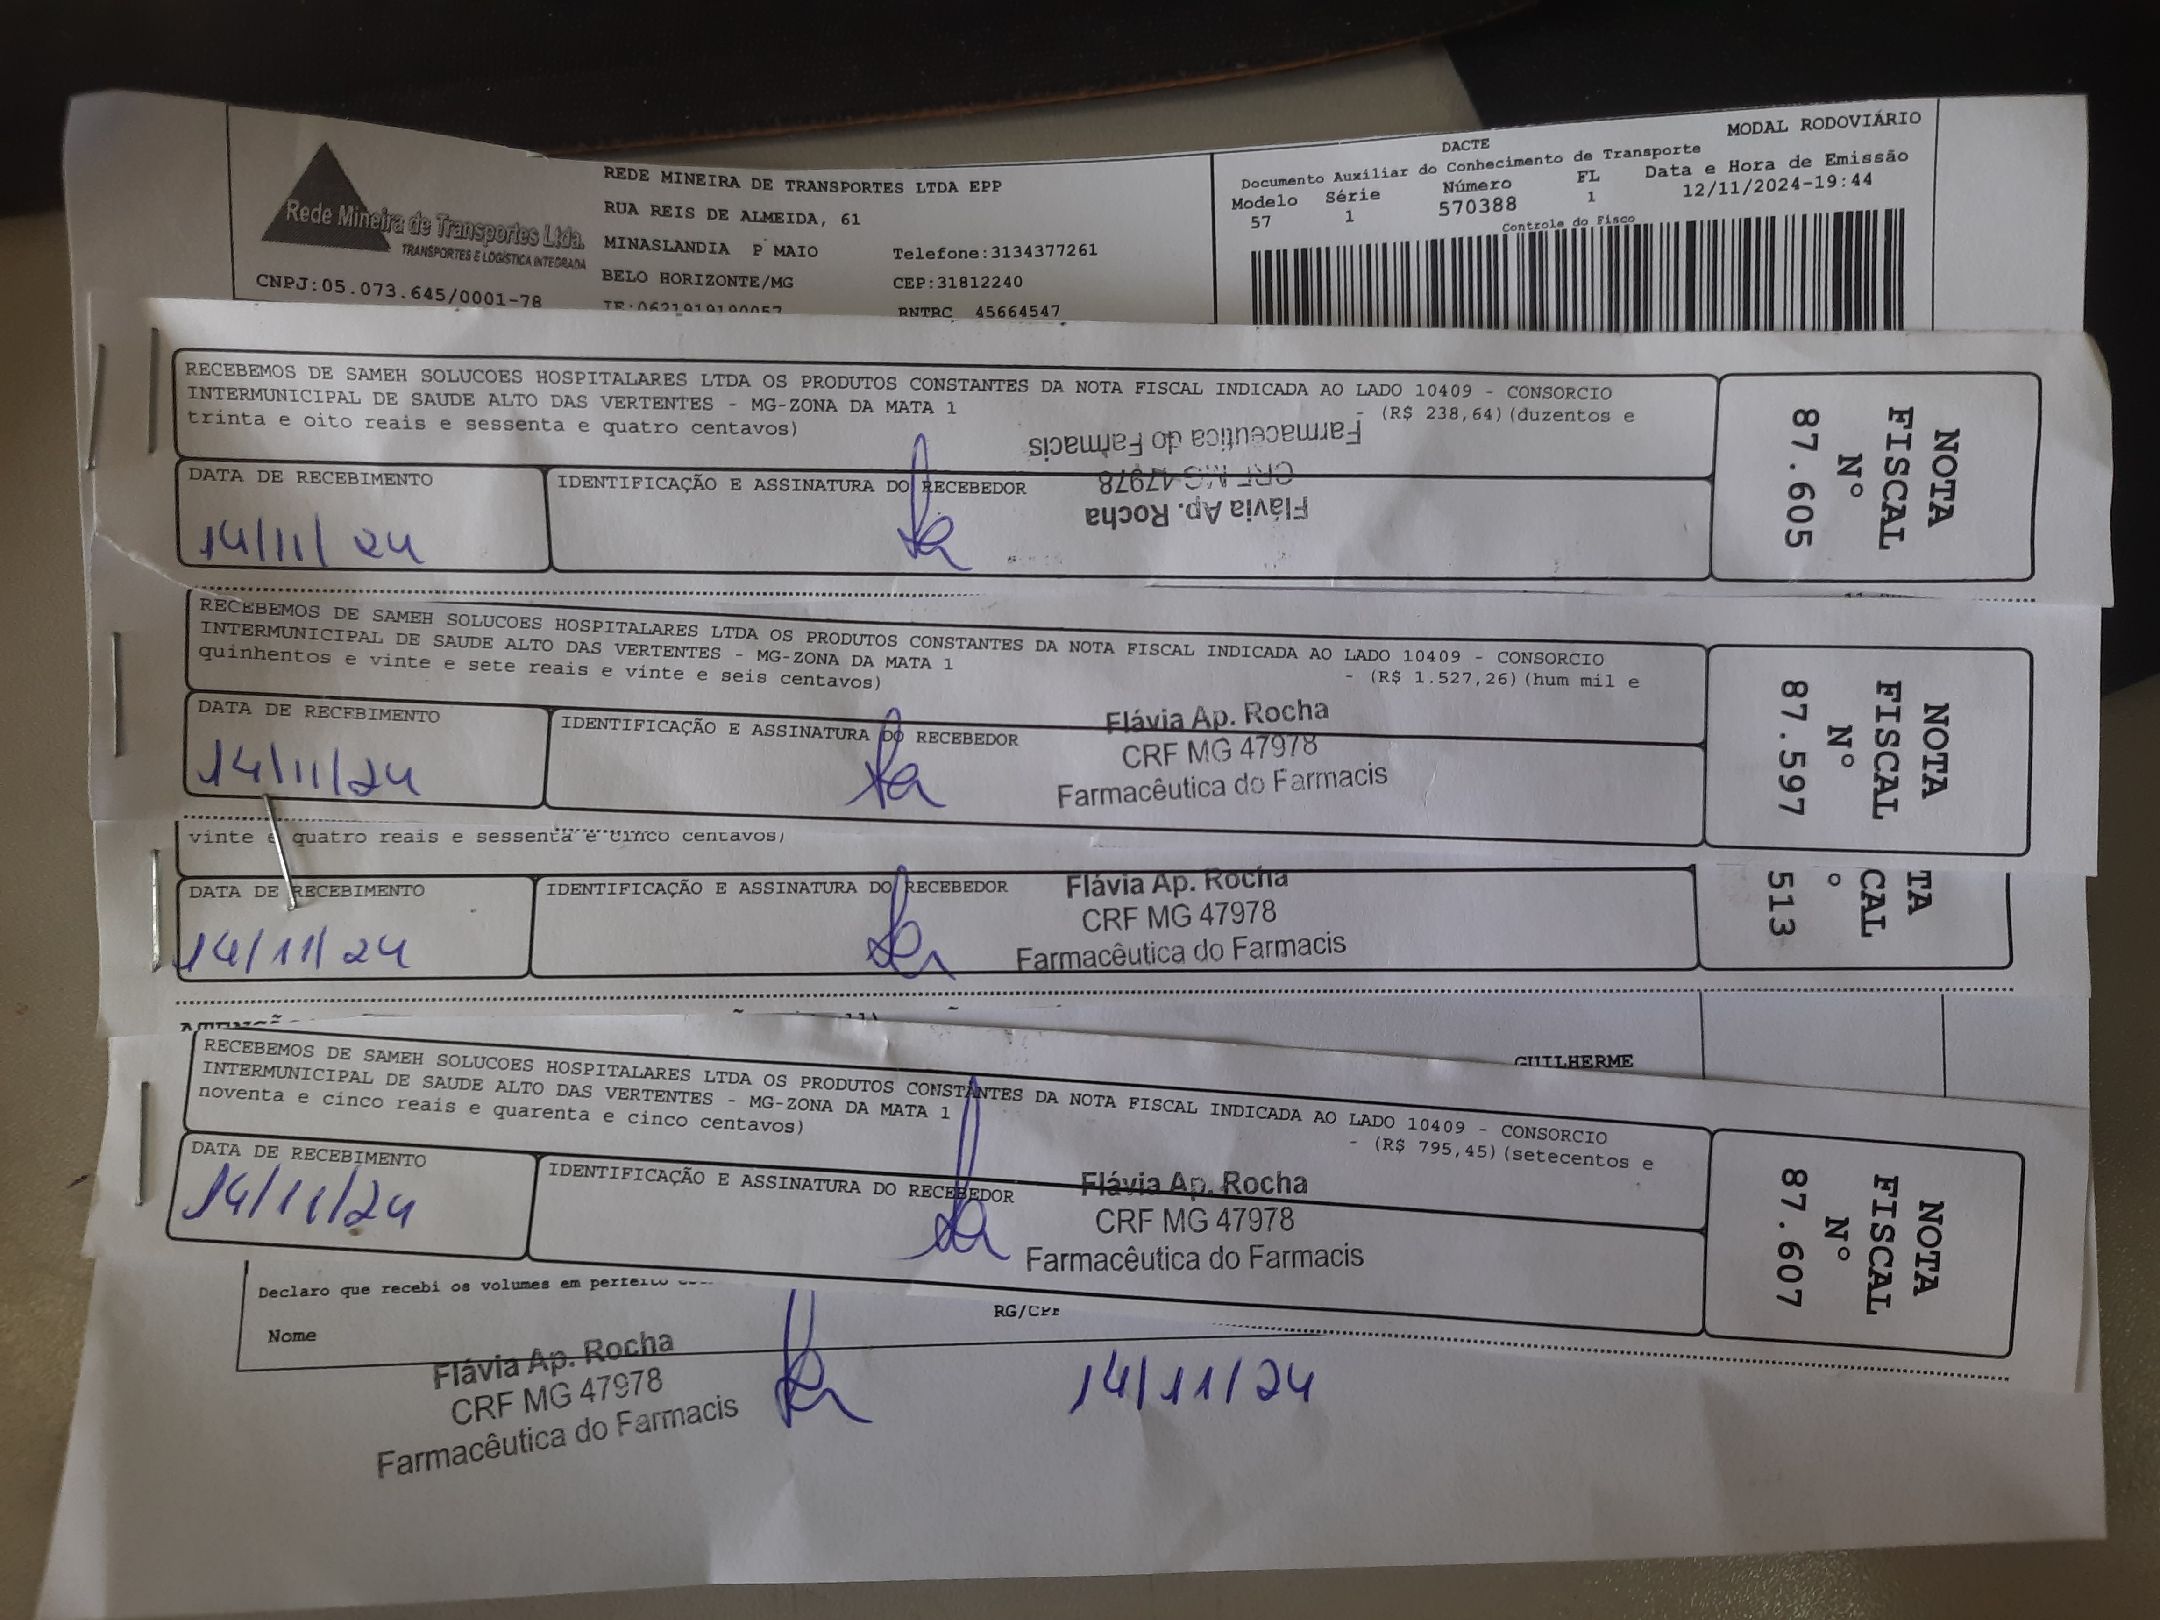 Rede Mineira de Transportes Ltda.
TRANSPORTES E LOGÍSTICA INTEGRADA
CNPJ:05.073.645/0001-78
REDE MINEIRA DE TRANSPORTES LTDA EPP
RUA REIS DE ALMEIDA, 61
MINASLANDIA P MAIO Telefone:3134377261
BELO HORIZONTE/MG CEP:31812240
IE:0621919190057 RNTRC 45664547
DACTE MODAL RODOVIÁRIO
Documento Auxiliar do Conhecimento de Transporte
Modelo Série Número FL Data e Hora de Emissão
57 1 570388 1 12/11/2024-19:44
Controle do Fisco
RECEBEMOS DE SAMEH SOLUCOES HOSPITALARES LTDA OS PRODUTOS CONSTANTES DA NOTA FISCAL INDICADA AO LADO 10409 - CONSORCIO
INTERMUNICIPAL DE SAUDE ALTO DAS VERTENTES - MG-ZONA DA MATA 1 - (R$ 238,64) (duzentos e
trinta e oito reais e sessenta e quatro centavos)
DATA DE RECEBIMENTO
14/11/24
IDENTIFICAÇÃO E ASSINATURA DO RECEBEDOR
Flávia Ap. Rocha
CRF MG 47978
Farmacêutica do Farmacis
NOTA
FISCAL
Nº
87.605
RECEBEMOS DE SAMEH SOLUCOES HOSPITALARES LTDA OS PRODUTOS CONSTANTES DA NOTA FISCAL INDICADA AO LADO 10409 - CONSORCIO
INTERMUNICIPAL DE SAUDE ALTO DAS VERTENTES - MG-ZONA DA MATA 1 - (R$ 1.527,26) (hum mil e
quinhentos e vinte e sete reais e vinte e seis centavos)
DATA DE RECEBIMENTO
14/11/24
IDENTIFICAÇÃO E ASSINATURA DO RECEBEDOR
Flávia Ap. Rocha
CRF MG 47978
Farmacêutica do Farmacis
NOTA
FISCAL
Nº
87.597
vinte e quatro reais e sessenta e cinco centavos)
DATA DE RECEBIMENTO
14/11/24
IDENTIFICAÇÃO E ASSINATURA DO RECEBEDOR
Flávia Ap. Rocha
CRF MG 47978
Farmacêutica do Farmacis
TA
CAL
º
513
GUILHERME
RECEBEMOS DE SAMEH SOLUCOES HOSPITALARES LTDA OS PRODUTOS CONSTANTES DA NOTA FISCAL INDICADA AO LADO 10409 - CONSORCIO
INTERMUNICIPAL DE SAUDE ALTO DAS VERTENTES - MG-ZONA DA MATA 1 - (R$ 795,45) (setecentos e
noventa e cinco reais e quarenta e cinco centavos)
DATA DE RECEBIMENTO
14/11/24
IDENTIFICAÇÃO E ASSINATURA DO RECEBEDOR
Flávia Ap. Rocha
CRF MG 47978
Farmacêutica do Farmacis
NOTA
FISCAL
Nº
87.607
Declaro que recebi os volumes em perfeito
Nome RG/CPF
Flávia Ap. Rocha
CRF MG 47978
Farmacêutica do Farmacis
14/11/24